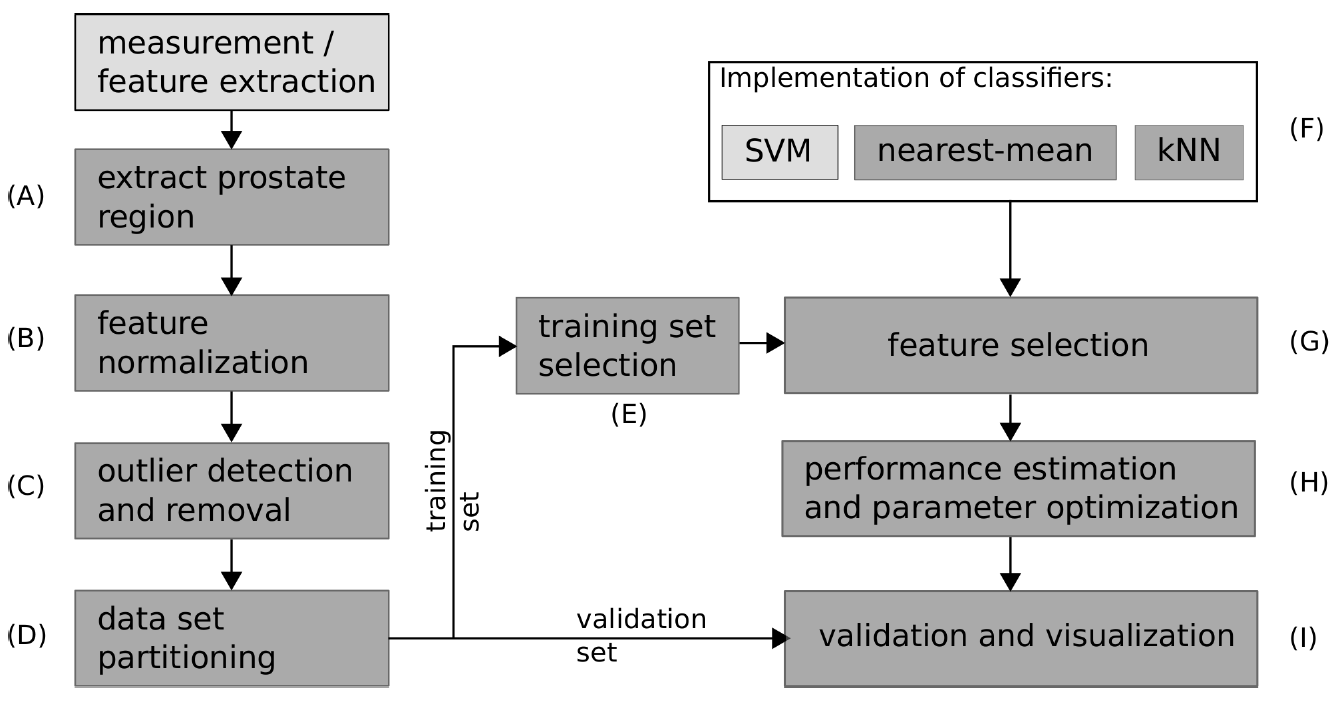 measurement /
feature extraction
(A)
extract prostate
region
(B)
feature
normalization
(C)
outlier detection
and removal
(D)
data set
partitioning
training
set
validation
set
training set
selection
(E)
Implementation of classifiers:
SVM
nearest-mean
kNN
(F)
feature selection
(G)
performance estimation
and parameter optimization
(H)
validation and visualization
(I)